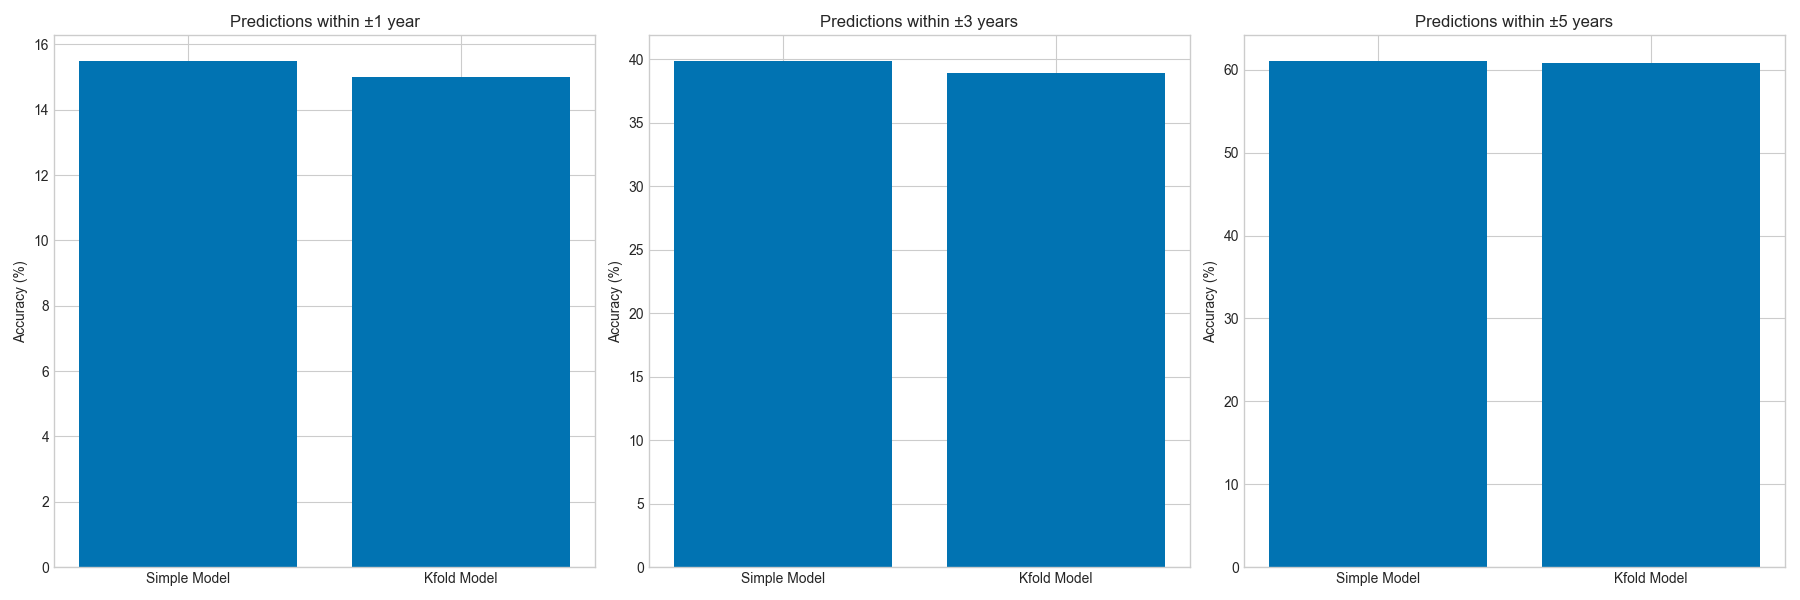 Predictions within ±1 year
Accuracy (%)
16
14
12
10
8
6
4
2
0
Simple Model
Kfold Model
Predictions within ±3 years
Accuracy (%)
40
35
30
25
20
15
10
5
0
Simple Model
Kfold Model
Predictions within ±5 years
Accuracy (%)
60
50
40
30
20
10
0
Simple Model
Kfold Model